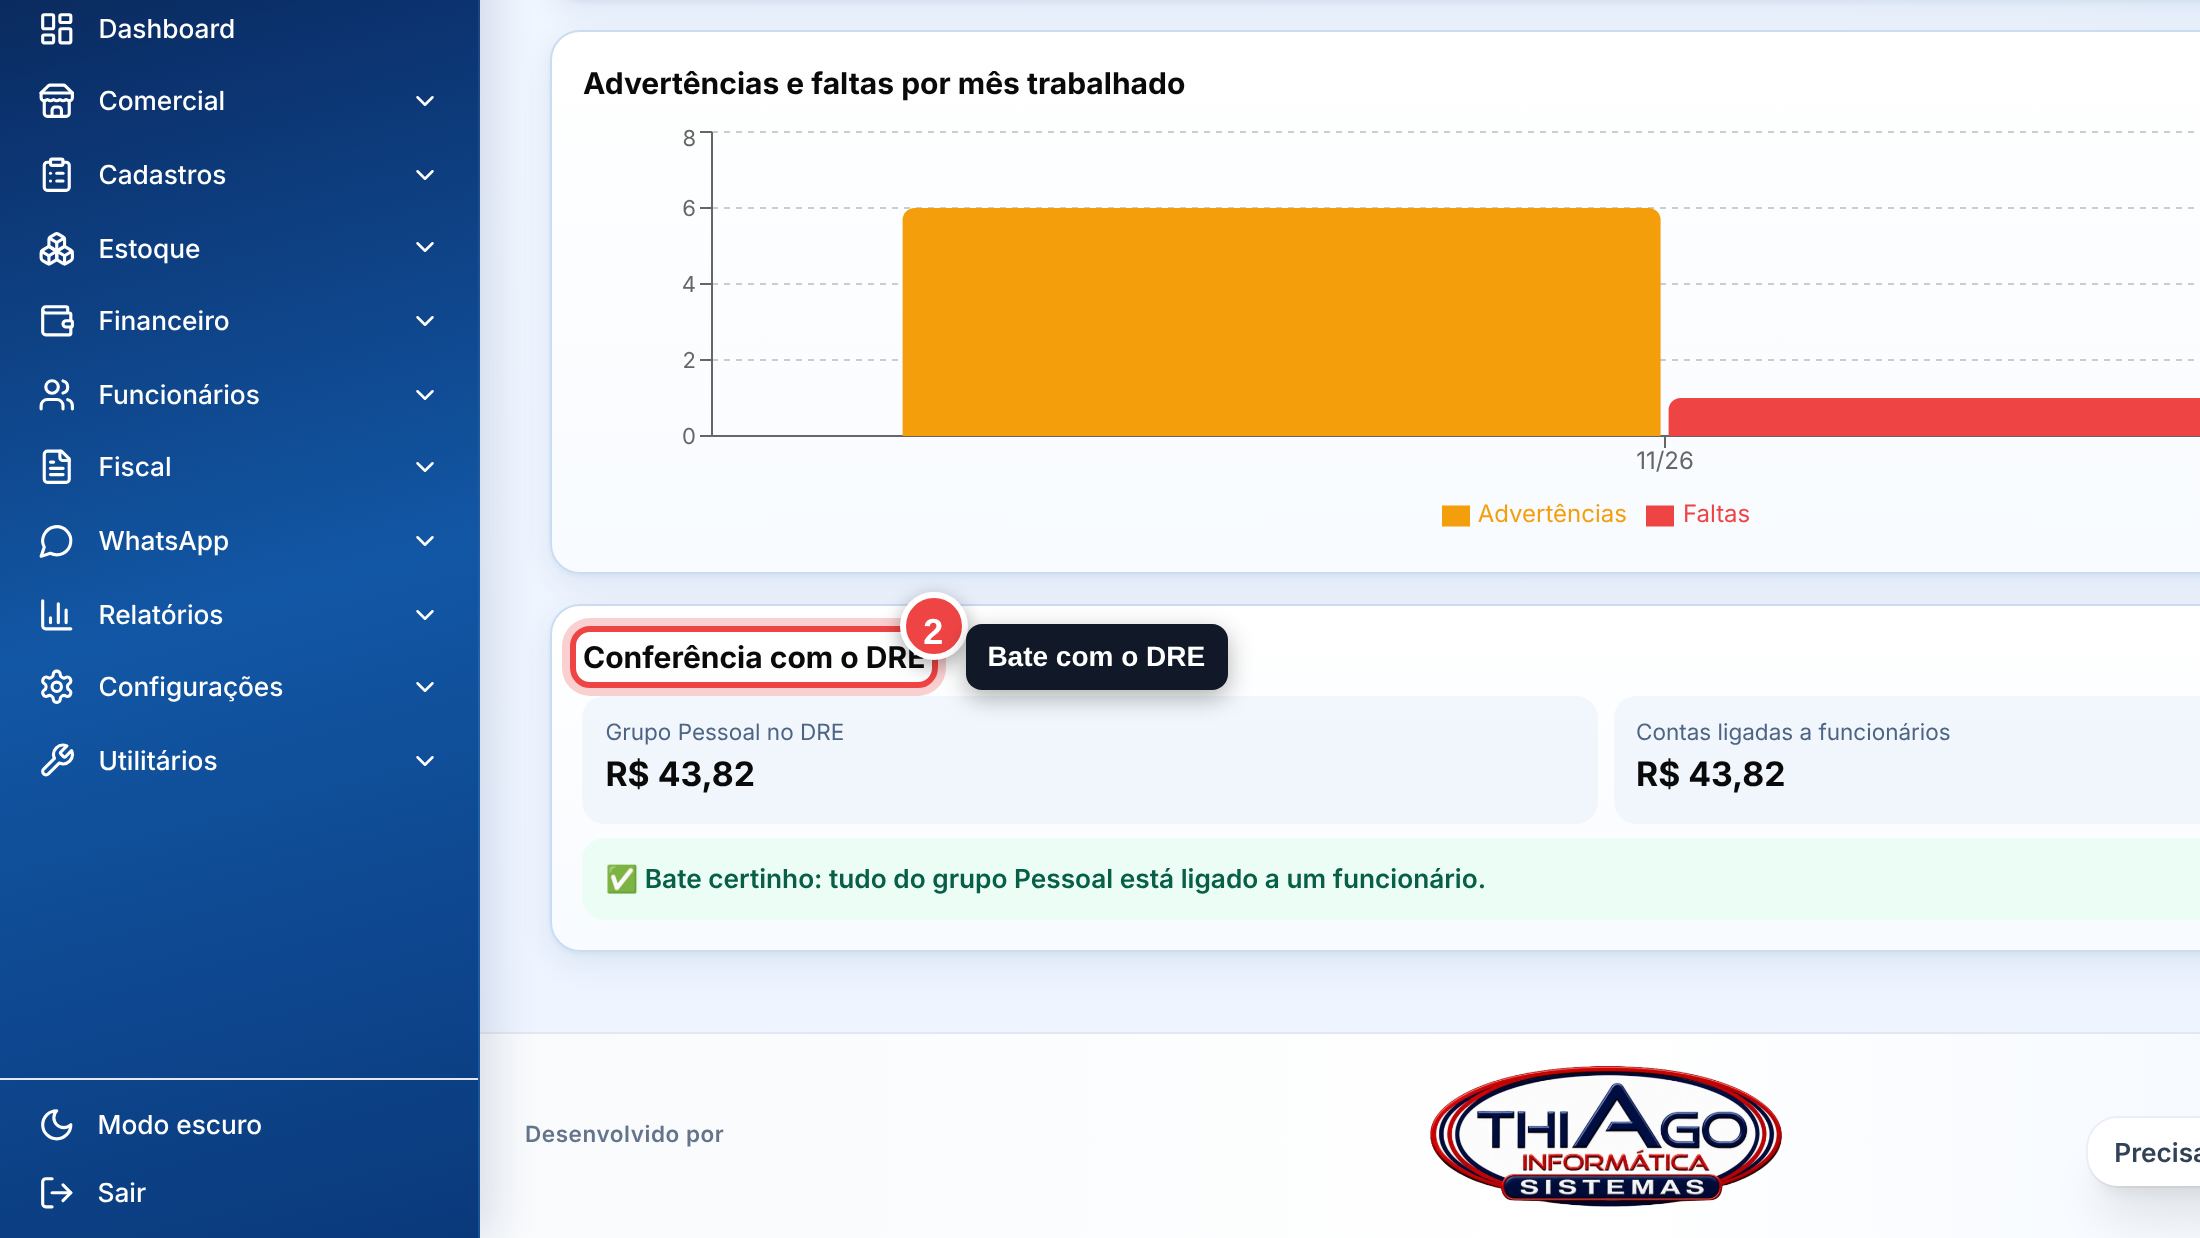 Dashboard
Comercial
Cadastros
Estoque
Financeiro
Funcionários
Fiscal
WhatsApp
Relatórios
Configurações
Utilitários
Modo escuro
Sair
Advertências e faltas por mês trabalhado
8
6
4
2
0
11/26
Advertências Faltas
Conferência com o DRE
2
Bate com o DRE
Grupo Pessoal no DRE
R$ 43,82
Contas ligadas a funcionários
R$ 43,82
✅ Bate certinho: tudo do grupo Pessoal está ligado a um funcionário.
Desenvolvido por
THIAGO
INFORMÁTICA
SISTEMAS